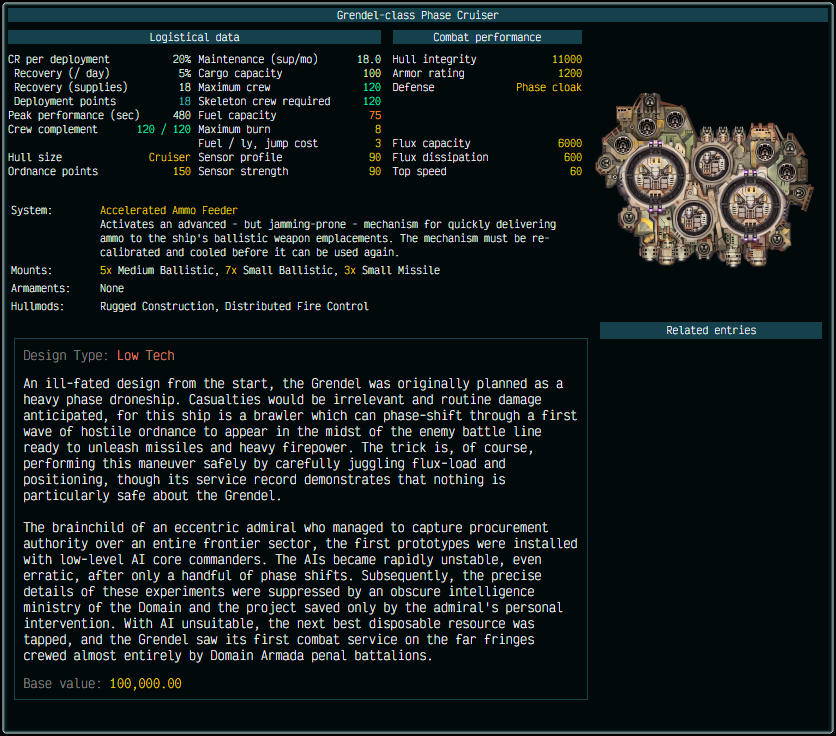 Grendel-class Phase Cruiser
Logistical data
CR per deployment 20% Maintenance (sup/mo) 18.0
Recovery (/ day) 5% Cargo capacity 100
Recovery (supplies) 18 Maximum crew 120
Deployment points 18 Skeleton crew required 120
Peak performance (sec) 480 Fuel capacity 75
Crew complement 120 / 120 Maximum burn 8
Fuel / ly, jump cost 3
Hull size Cruiser Sensor profile 90
Ordnance points 150 Sensor strength 90
Combat performance
Hull integrity 11000
Armor rating 1200
Defense Phase cloak
Flux capacity 6000
Flux dissipation 600
Top speed 60
System: Accelerated Ammo Feeder
Activates an advanced - but jamming-prone - mechanism for quickly delivering
ammo to the ship's ballistic weapon emplacements. The mechanism must be re-
calibrated and cooled before it can be used again.
Mounts: 5x Medium Ballistic, 7x Small Ballistic, 3x Small Missile
Armaments: None
Hullmods: Rugged Construction, Distributed Fire Control
Related entries
Design Type: Low Tech
An ill-fated design from the start, the Grendel was originally planned as a
heavy phase droneship. Casualties would be irrelevant and routine damage
anticipated, for this ship is a brawler which can phase-shift through a first
wave of hostile ordnance to appear in the midst of the enemy battle line
ready to unleash missiles and heavy firepower. The trick is, of course,
performing this maneuver safely by carefully juggling flux-load and
positioning, though its service record demonstrates that nothing is
particularly safe about the Grendel.
The brainchild of an eccentric admiral who managed to capture procurement
authority over an entire frontier sector, the first prototypes were installed
with low-level AI core commanders. The AIs became rapidly unstable, even
erratic, after only a handful of phase shifts. Subsequently, the precise
details of these experiments were suppressed by an obscure intelligence
ministry of the Domain and the project saved only by the admiral's personal
intervention. With AI unsuitable, the next best disposable resource was
tapped, and the Grendel saw its first combat service on the far fringes
crewed almost entirely by Domain Armada penal battalions.
Base value: 100,000.00